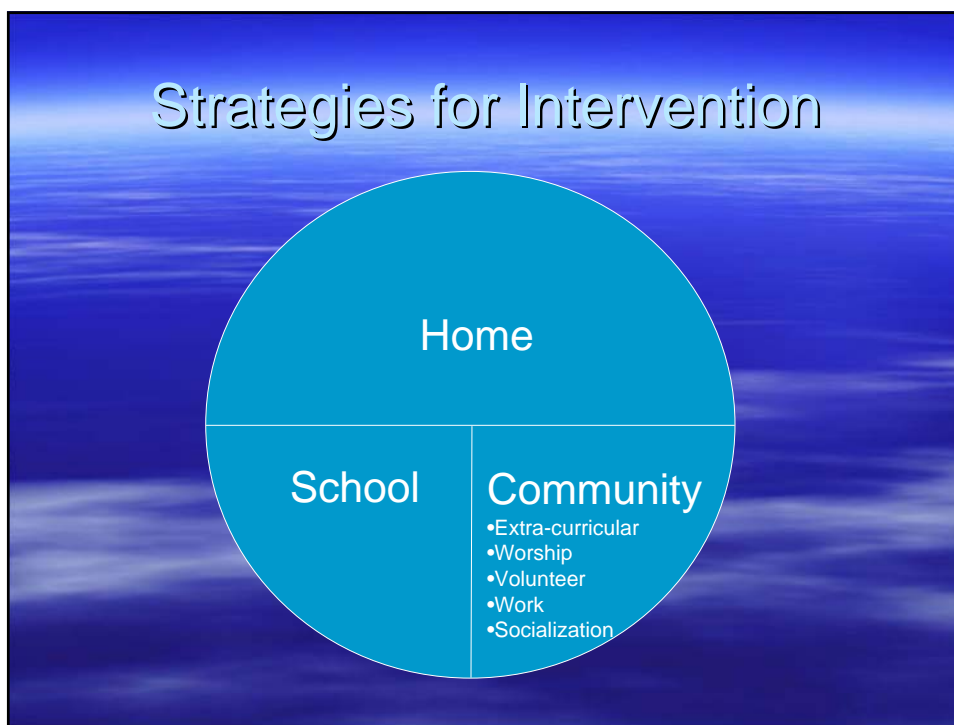 Strategies for Intervention
Home
School
Community
•Extra-curricular
•Worship
•Volunteer
•Work
•Socialization